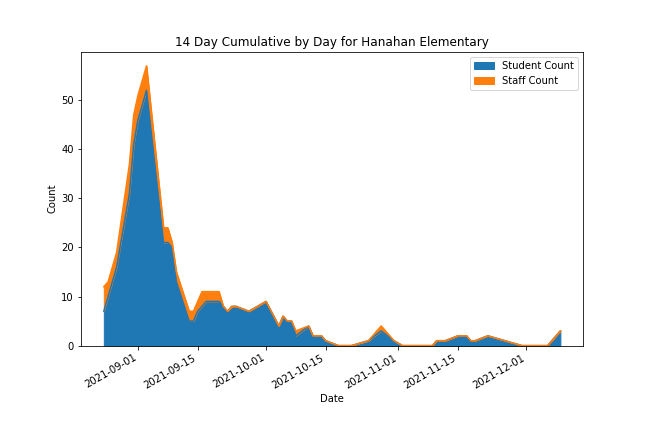 14 Day Cumulative by Day for Hanahan Elementary
Student Count
Staff Count
Count
50
40
30
20
10
0
2021-09-01
2021-09-15
2021-10-01
2021-10-15
2021-11-01
2021-11-15
2021-12-01
Date